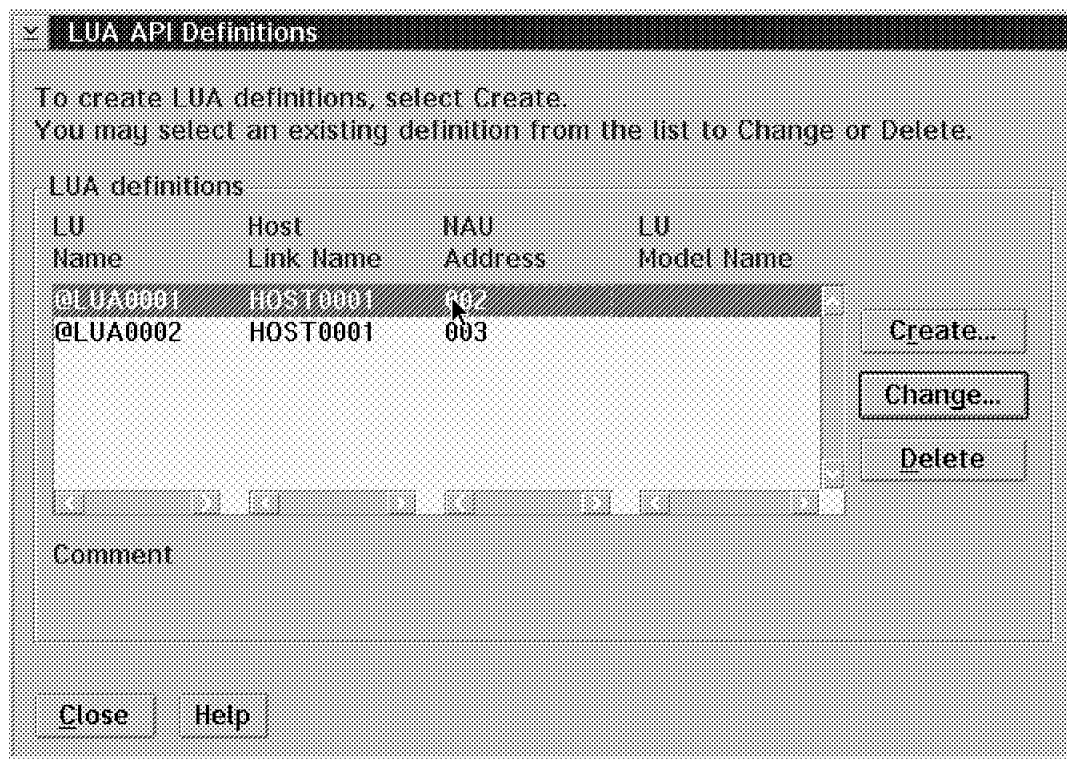 LUA API Definitions
To create LUA definitions, select Create.
You may select an existing definition from the list to Change or Delete.
LUA definitions
LU Host NAU LU
Name Link Name Address Model Name
@LUA0001 HOST0001 002
@LUA0002 HOST0001 003
Create...
Change...
Delete
Comment
Close Help